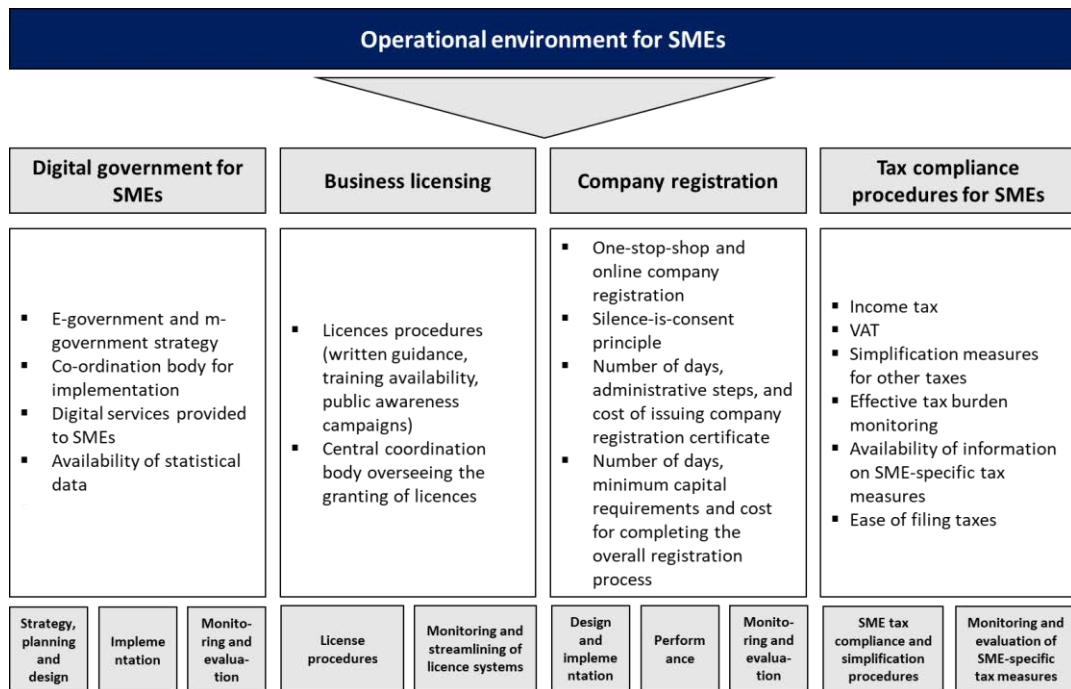 Operational environment for SMEs
Digital government for
SMEs
Business licensing
Company registration
Tax compliance
procedures for SMEs
▪ E-government and m-
government strategy
▪ Co-ordination body for
implementation
▪ Digital services provided
to SMEs
▪ Availability of statistical
data
▪ Licences procedures
(written guidance,
training availability,
public awareness
campaigns)
▪ Central coordination
body overseeing the
granting of licences
▪ One-stop-shop and
online company
registration
▪ Silence-is-consent
principle
▪ Number of days,
administrative steps, and
cost of issuing company
registration certificate
▪ Number of days,
minimum capital
requirements and cost
for completing the
overall registration
process
▪ Income tax
▪ VAT
▪ Simplification measures
for other taxes
▪ Effective tax burden
monitoring
▪ Availability of information
on SME-specific tax
measures
▪ Ease of filing taxes
Strategy,
planning
and
design
Impleme
ntation
Monito-
ring and
evalua-
tion
License
procedures
Monitoring and
streamlining of
licence systems
Design
and
impleme
ntation
Perform
ance
Monito-
ring and
evalua-
tion
SME tax
compliance and
simplification
procedures
Monitoring and
evaluation of
SME-specific
tax measures